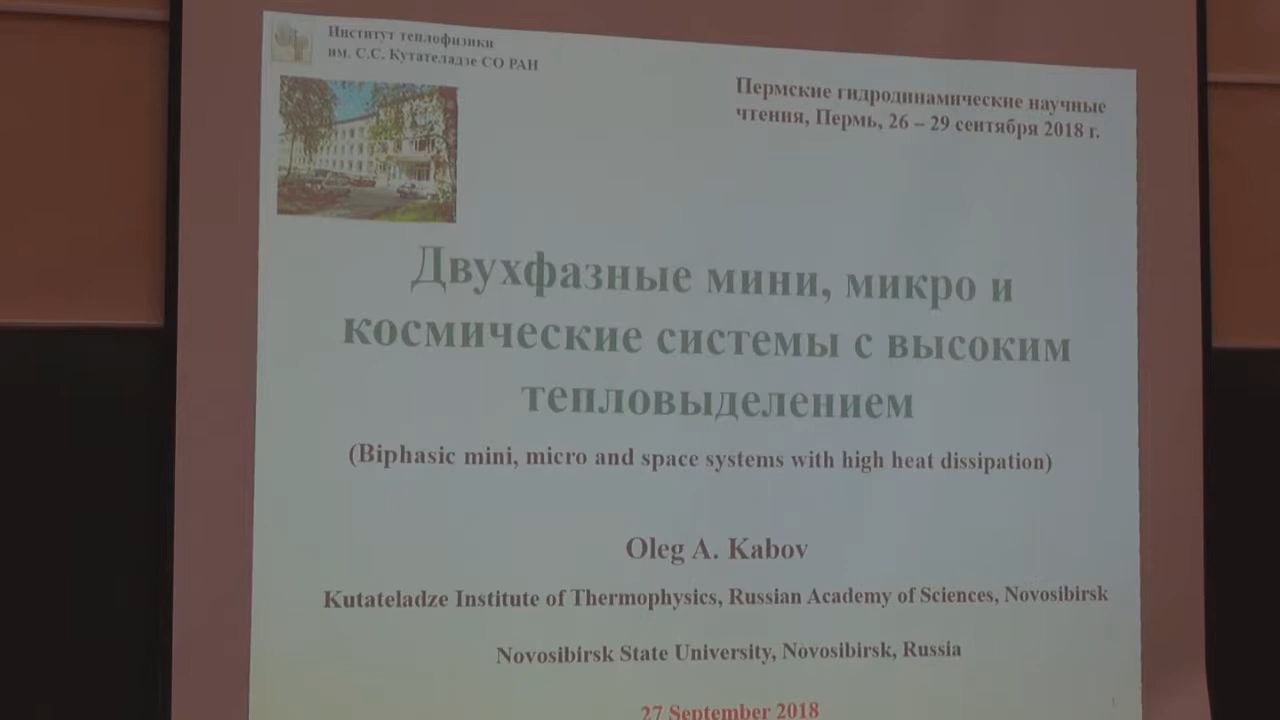 Институт теплофизики
им. С.С. Кутателадзе СО РАН
Пермские гидродинамические научные
чтения, Пермь, 26 – 29 сентября 2018 г.
Двухфазные мини, микро и
космические системы с высоким
тепловыделением
(Biphasic mini, micro and space systems with high heat dissipation)
Oleg A. Kabov
Kutateladze Institute of Thermophysics, Russian Academy of Sciences, Novosibirsk
Novosibirsk State University, Novosibirsk, Russia
27 September 2018